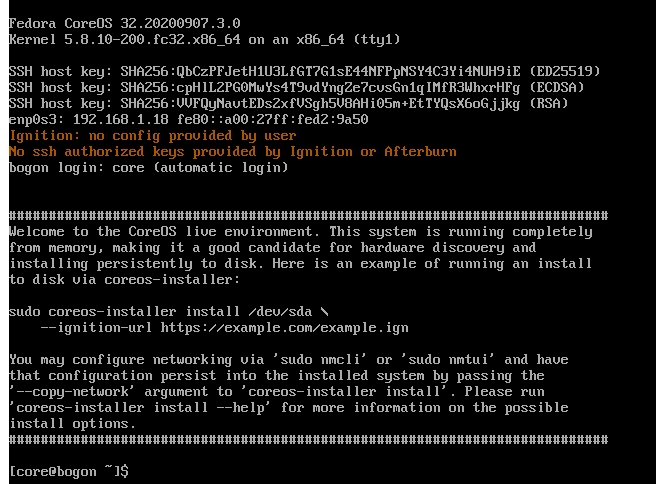 Fedora CoreOS 32.20200907.3.0
Kernel 5.8.10-200.fc32.x86_64 on an x86_64 (tty1)
SSH host key: SHA256:QbCzPFJetH1U3LfGT7G1sE44NFPpNSY4C3Yi4NUH9iE (ED25519)
SSH host key: SHA256:cpHlL2PG0MwYs4T9vdYngZe7cvsGn1qIMfR3WhxrHFg (ECDSA)
SSH host key: SHA256:VVFQyNavtEDs2xfVSgh5V8AHi05m+EtTYQsX6oGjjkg (RSA)
enp0s3: 192.168.1.18 fe80::a00:27ff:fed2:9a50
Ignition: no config provided by user
No ssh authorized keys provided by Ignition or Afterburn
bogon login: core (automatic login)
###########################################################################
Welcome to the CoreOS live environment. This system is running completely
from memory, making it a good candidate for hardware discovery and
installing persistently to disk. Here is an example of running an install
to disk via coreos-installer:
sudo coreos-installer install /dev/sda \
--ignition-url https://example.com/example.ign
You may configure networking via 'sudo nmcli' or 'sudo nmtui' and have
that configuration persist into the installed system by passing the
'--copy-network' argument to 'coreos-installer install'. Please run
'coreos-installer install --help' for more information on the possible
install options.
###########################################################################
[core@bogon ~]$